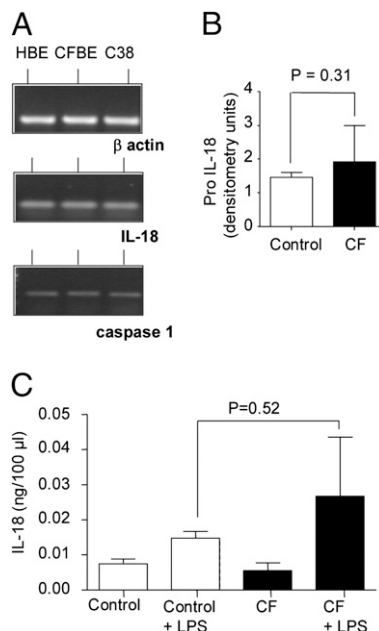 A
HBE CFBE C38
β actin
IL-18
caspase 1
B
P = 0.31
Pro IL-18
(densitometry units)
4
3
2
1
0
Control CF
C
P=0.52
IL-18 (ng/100 µl)
0.05
0.04
0.03
0.02
0.01
0.00
Control Control CF CF
+ LPS + LPS